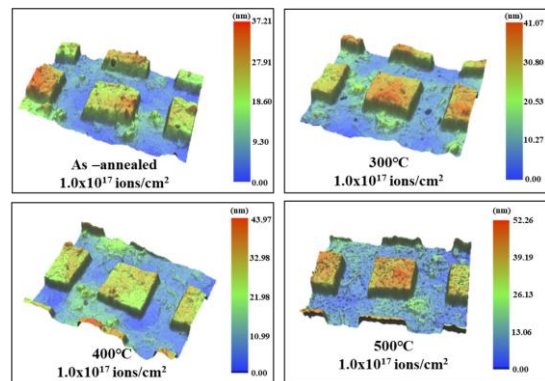 (nm)
37.21
27.91
18.60
9.30
0.00
As –annealed
1.0x10¹⁷ ions/cm²
(nm)
41.07
30.80
20.53
10.27
0.00
300℃
1.0x10¹⁷ ions/cm²
(nm)
43.97
32.98
21.98
10.99
0.00
400℃
1.0x10¹⁷ ions/cm²
(nm)
52.26
39.19
26.13
13.06
0.00
500℃
1.0x10¹⁷ ions/cm²